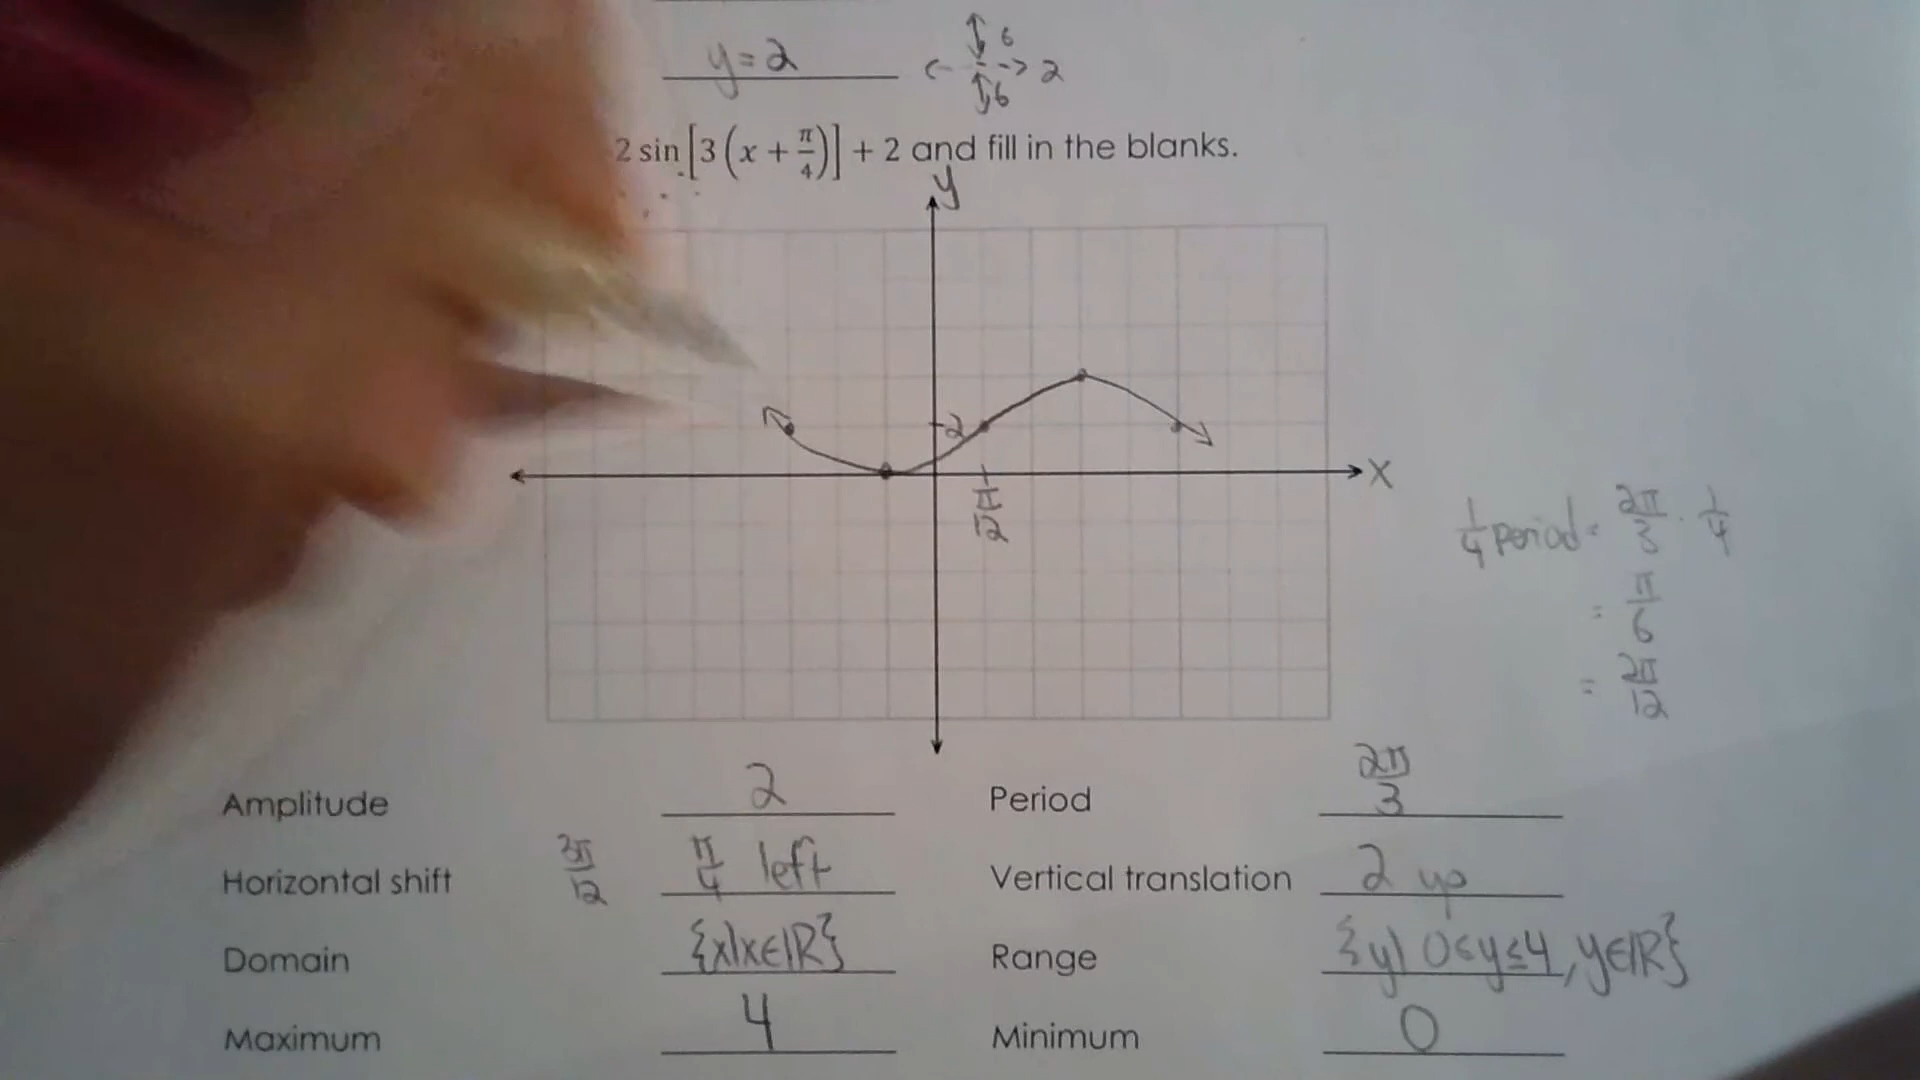 y=2
6
2
6
2 sin [3 (x + π/4)] + 2 and fill in the blanks.
y
2
x
π/12
1/4 period = 2π/3 · 1/4
= π/6
= 2π/12
Amplitude 2 Period 2π/3
Horizontal shift 3π/12 π/4 left Vertical translation 2 up
Domain {x|x∈ℝ} Range {y| 0≤y≤4, y∈ℝ}
Maximum 4 Minimum 0